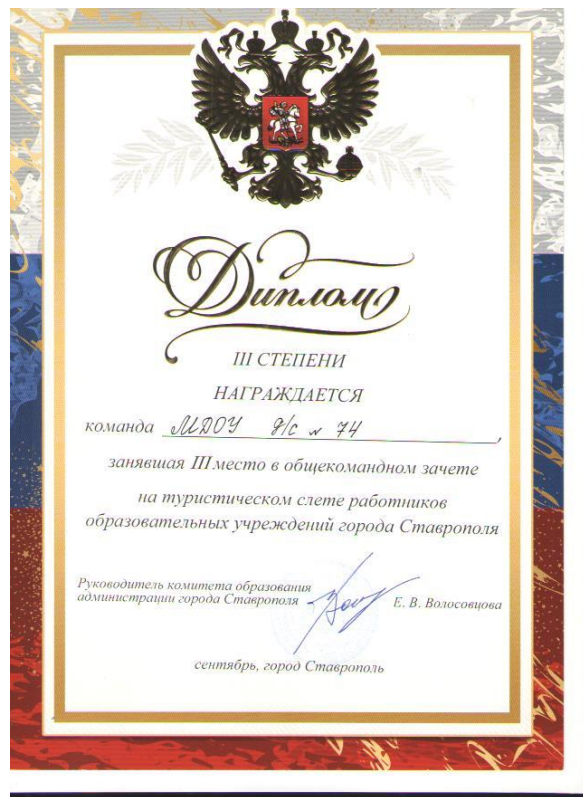 Диплом
III СТЕПЕНИ
НАГРАЖДАЕТСЯ
команда МДОУ д/с № 74,
занявшая III место в общекомандном зачете
на туристическом слете работников
образовательных учреждений города Ставрополя
Руководитель комитета образования
администрации города Ставрополя Е. В. Волосовцова
сентябрь, город Ставрополь